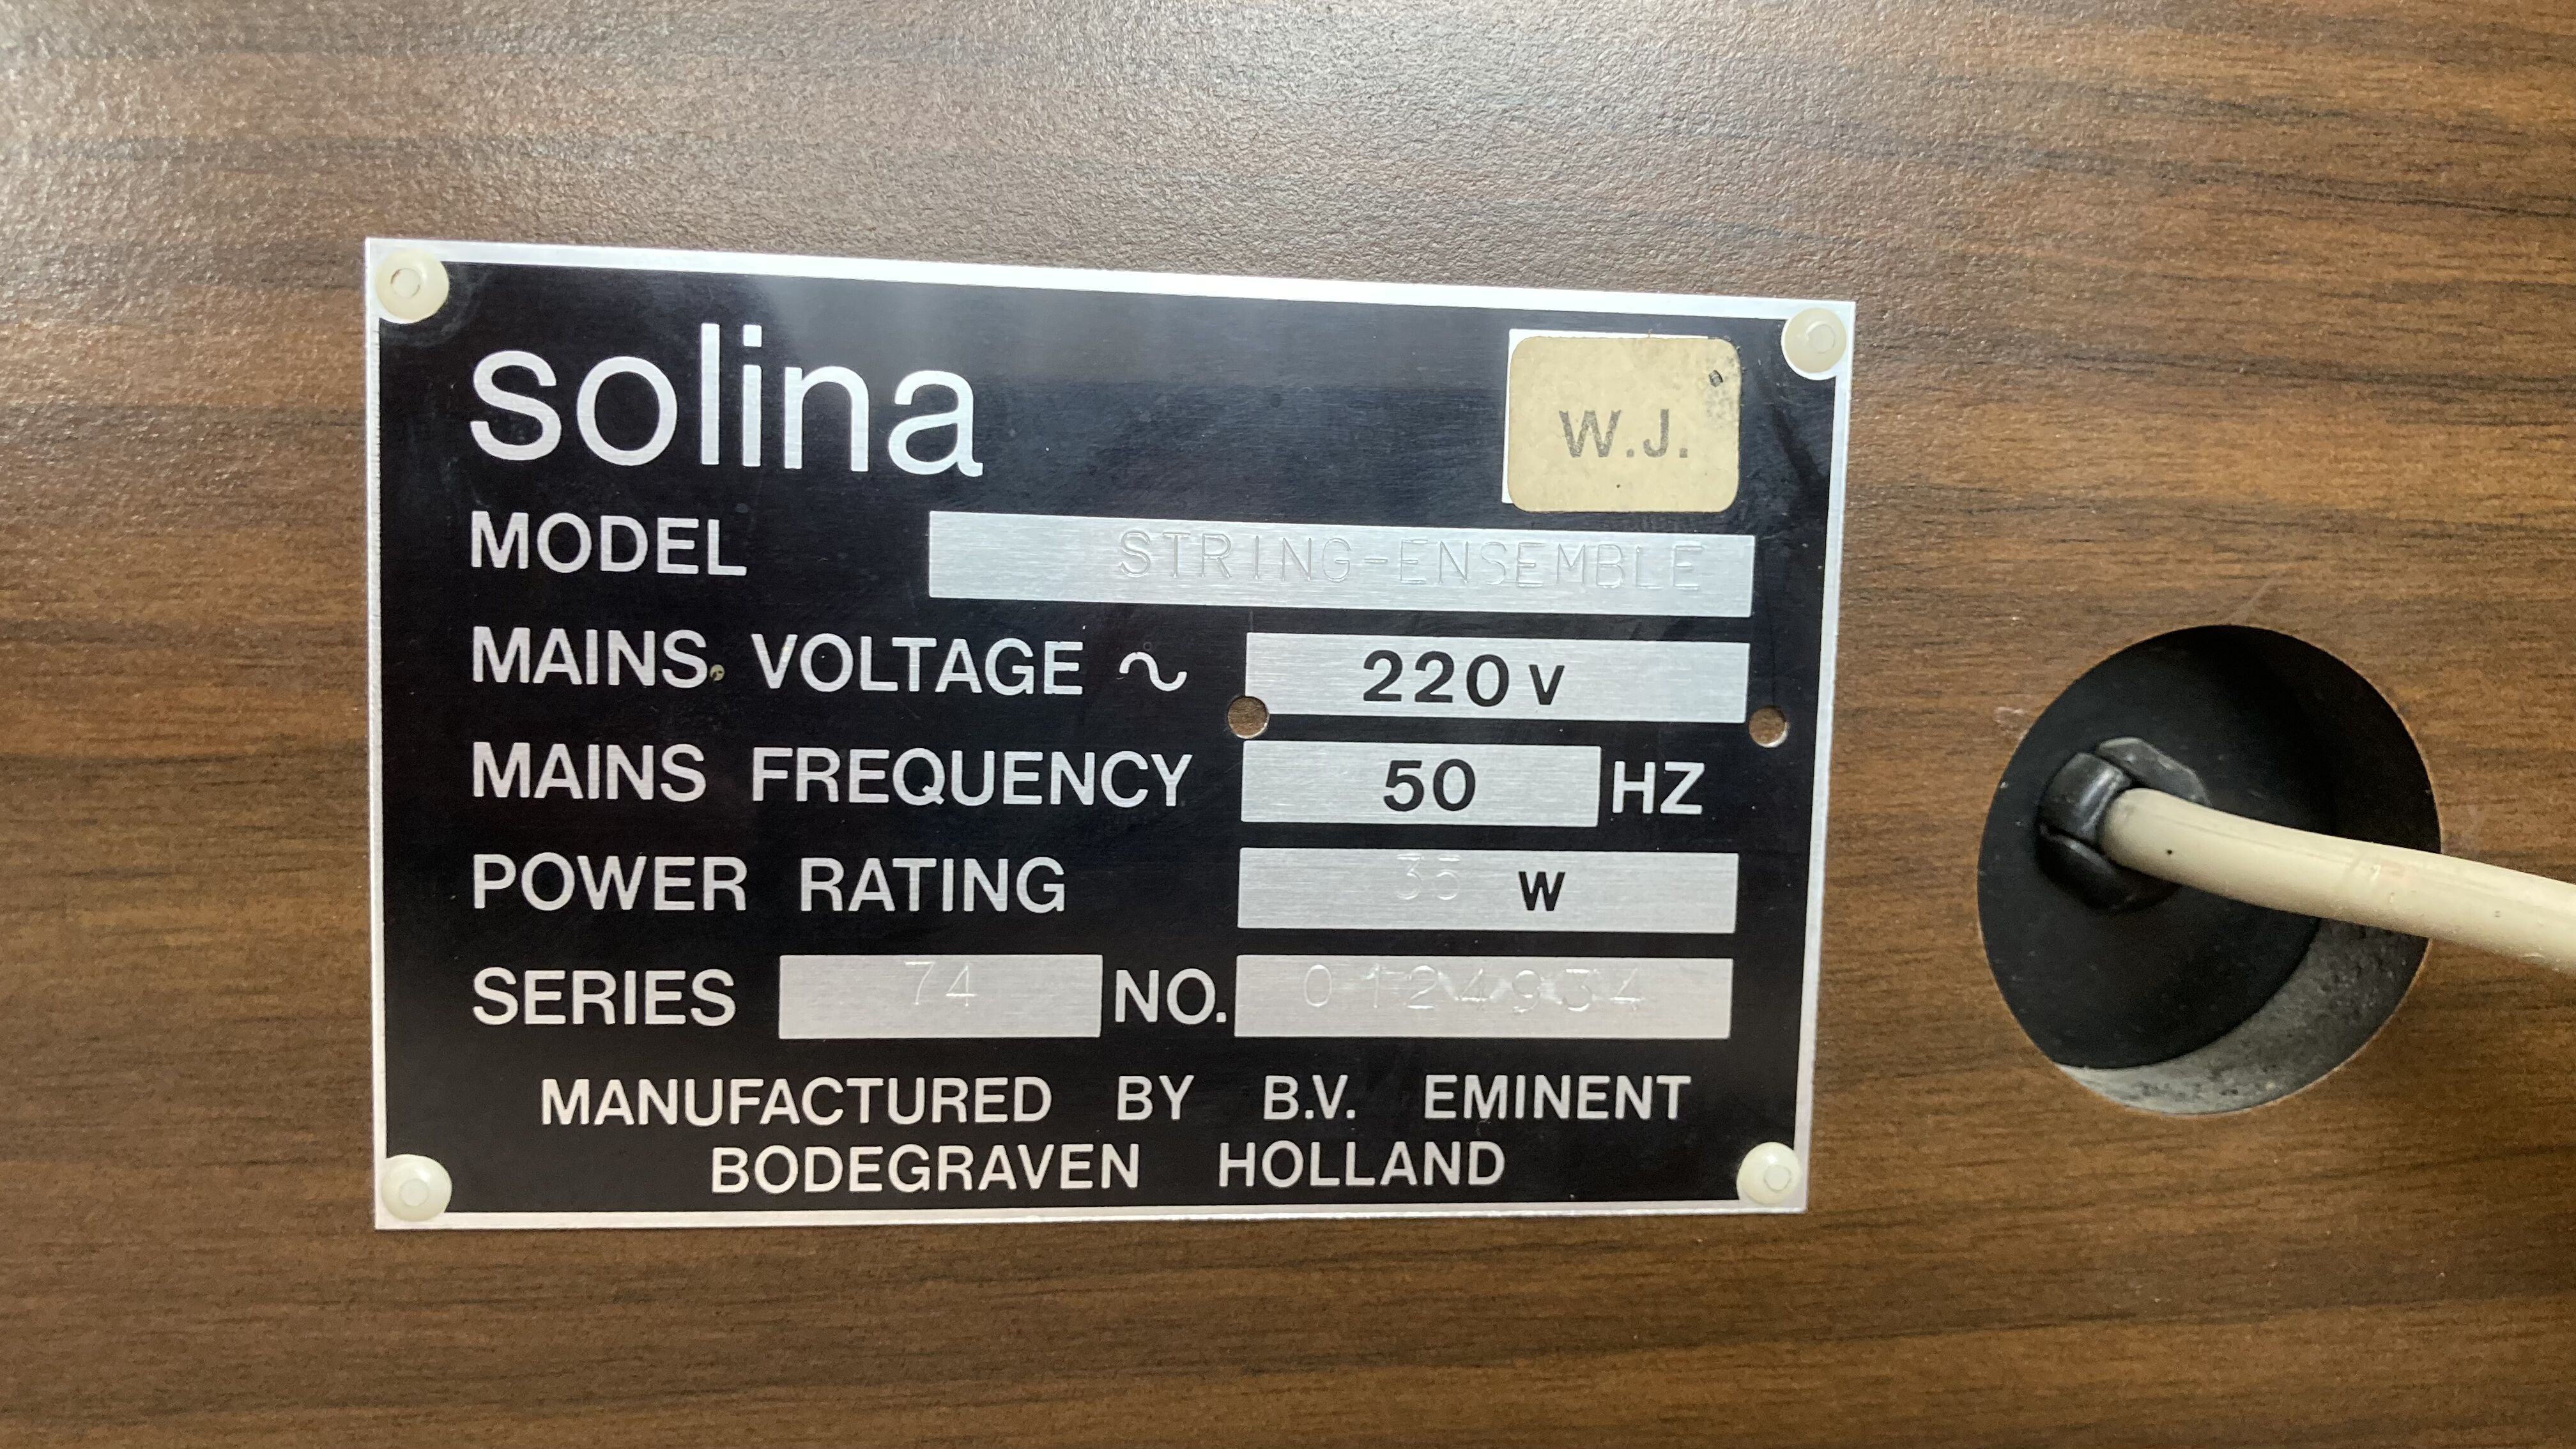 solina
W.J.
MODEL STRING-ENSEMBLE
MAINS VOLTAGE ~ 220 V
MAINS FREQUENCY 50 HZ
POWER RATING 35 W
SERIES 74 NO. 0124934
MANUFACTURED BY B.V. EMINENT
BODEGRAVEN HOLLAND